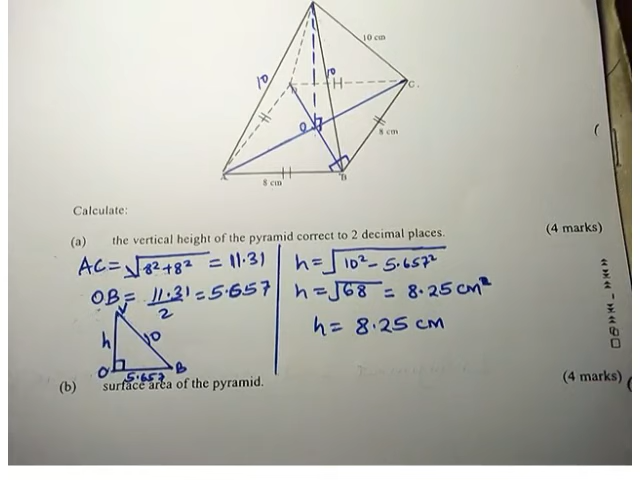 10 cm
10
10
C
O
8 cm
A
8 cm
B
Calculate:
(a) the vertical height of the pyramid correct to 2 decimal places. (4 marks)
AC = √8² + 8² = 11.31
OB = 11.31/2 = 5.657
V
h
10
O
B
5.657
h = √10² - 5.657²
h = √68 = 8.25 cm²
h = 8.25 cm
(b) surface area of the pyramid. (4 marks)